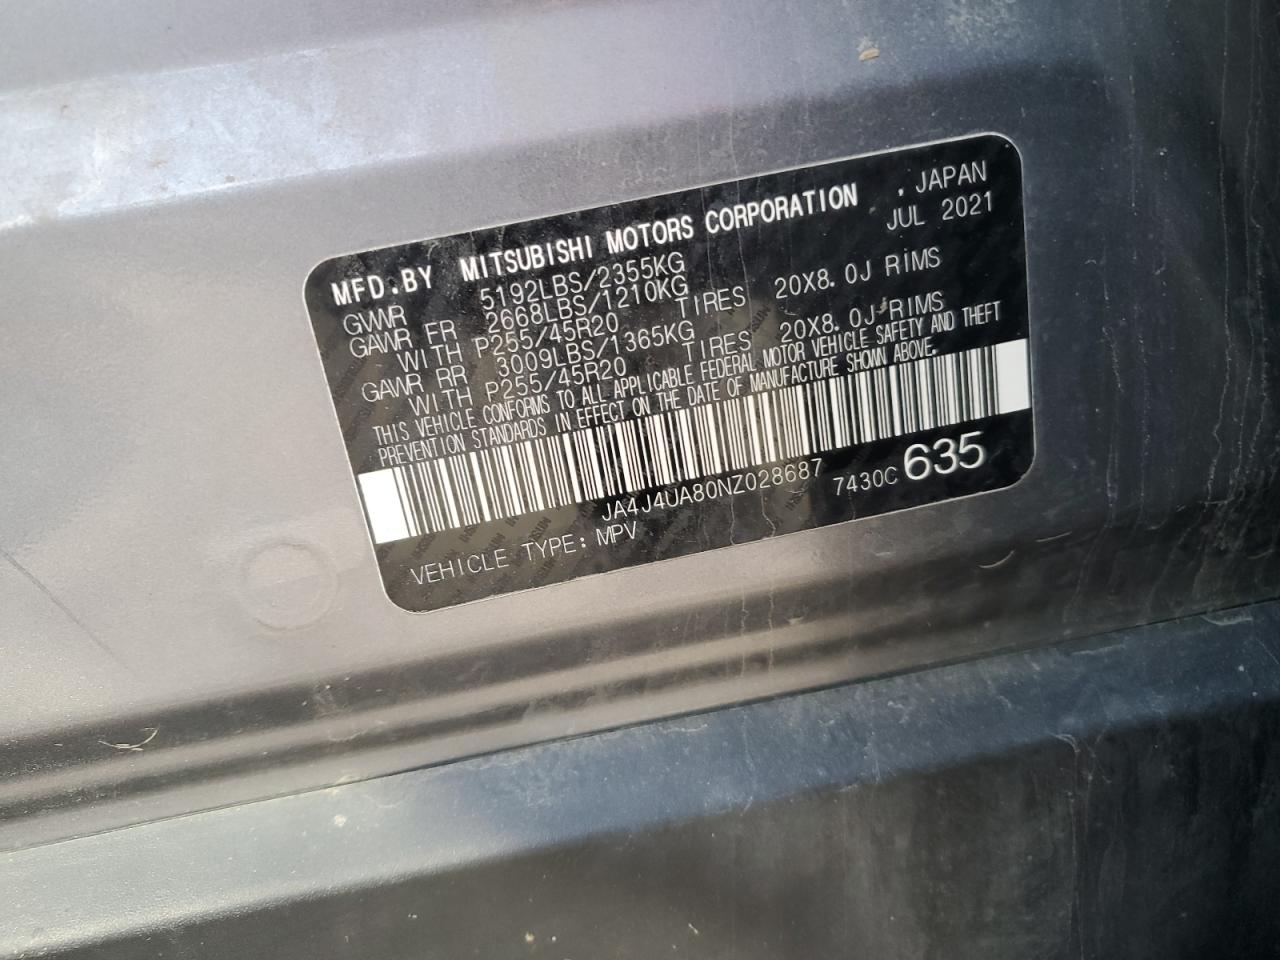 MFD.BY MITSUBISHI MOTORS CORPORATION , JAPAN
JUL 2021
GVWR 5192LBS/2355KG
GAWR FR 2668LBS/1210KG
WITH P255/45R20 TIRES 20X8.0J RIMS
GAWR RR 3009LBS/1365KG
WITH P255/45R20 TIRES 20X8.0J RIMS
THIS VEHICLE CONFORMS TO ALL APPLICABLE FEDERAL MOTOR VEHICLE SAFETY AND THEFT
PREVENTION STANDARDS IN EFFECT ON THE DATE OF MANUFACTURE SHOWN ABOVE.
JA4J4UA80NZ028687 7430C 635
VEHICLE TYPE: MPV